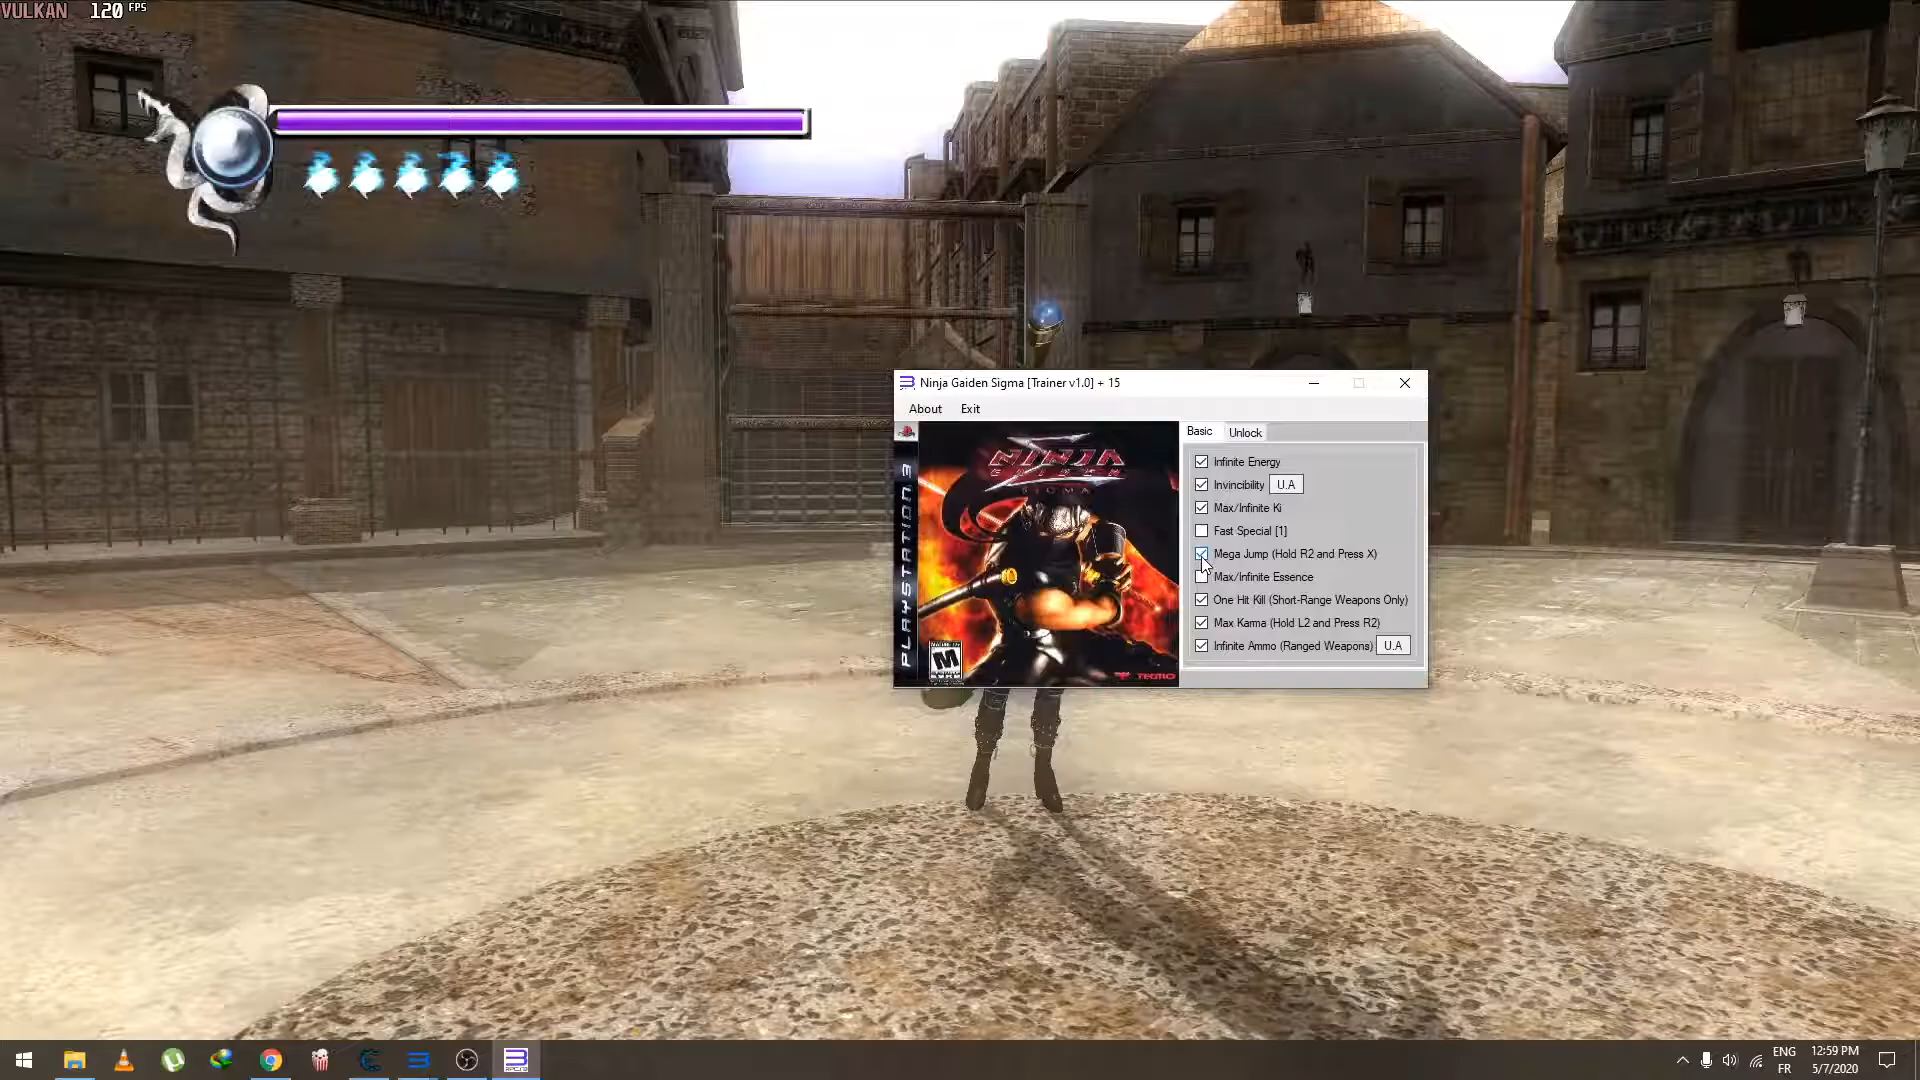 VULKAN 120 FPS
Ninja Gaiden Sigma [Trainer v1.0] + 15
About Exit
Basic Unlock
PLAYSTATION 3
NINJA
GAIDEN
SIGMA
M
TECMO
Infinite Energy
Invincibility U.A
Max/Infinite Ki
Fast Special [1]
Mega Jump (Hold R2 and Press X)
Max/Infinite Essence
One Hit Kill (Short-Range Weapons Only)
Max Karma (Hold L2 and Press R2)
Infinite Ammo (Ranged Weapons) U.A
ENG 12:59 PM
FR 5/7/2020